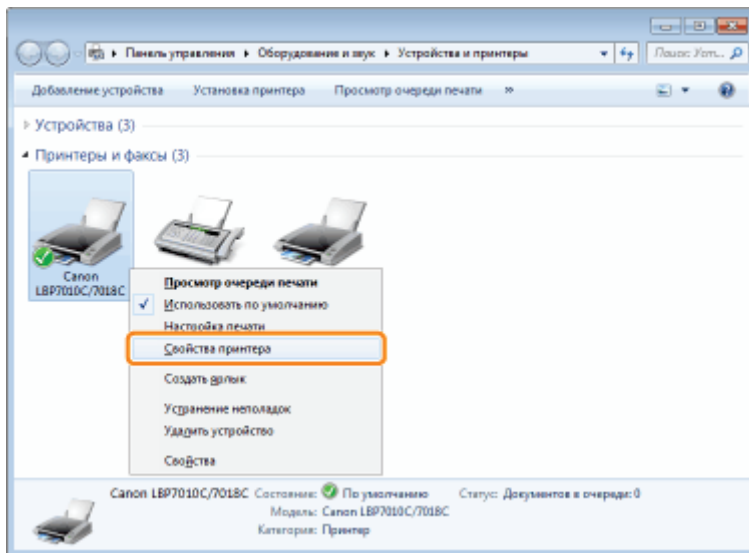 Панель управления ▸ Оборудование и звук ▸ Устройства и принтеры
Поиск: Уст...
Добавление устройства Установка принтера Просмотр очереди печати »
Устройства (3)
Принтеры и факсы (3)
Canon
LBP7010C/7018C
Просмотр очереди печати
Использовать по умолчанию
Настройка печати
Свойства принтера
Создать ярлык
Устранение неполадок
Удалить устройство
Свойства
Canon LBP7010C/7018C Состояние: По умолчанию Статус: Документов в очереди: 0
Модель: Canon LBP7010C/7018C
Категория: Принтер